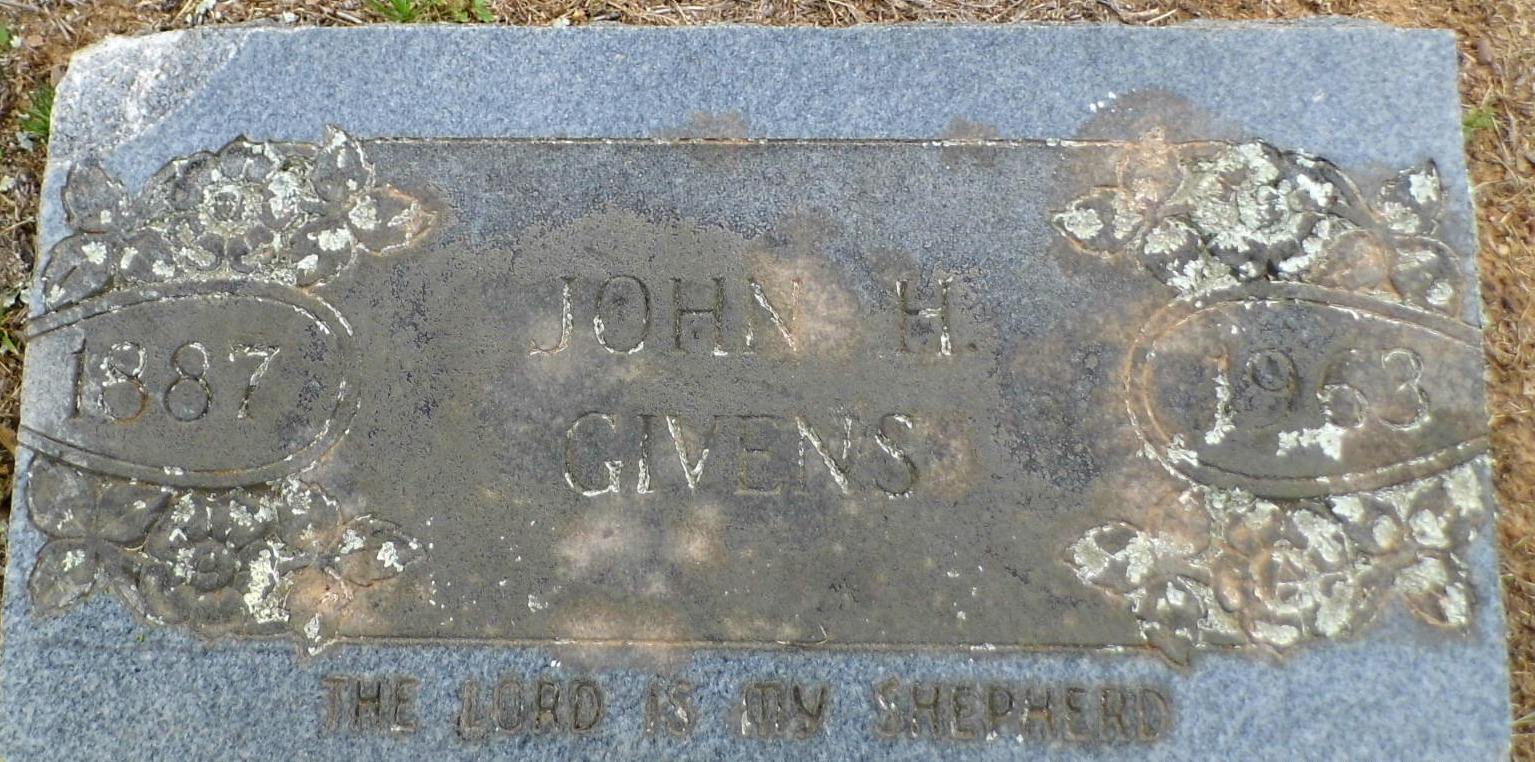 JOHN H.
1887
1963
GIVENS
THE LORD IS MY SHEPHERD